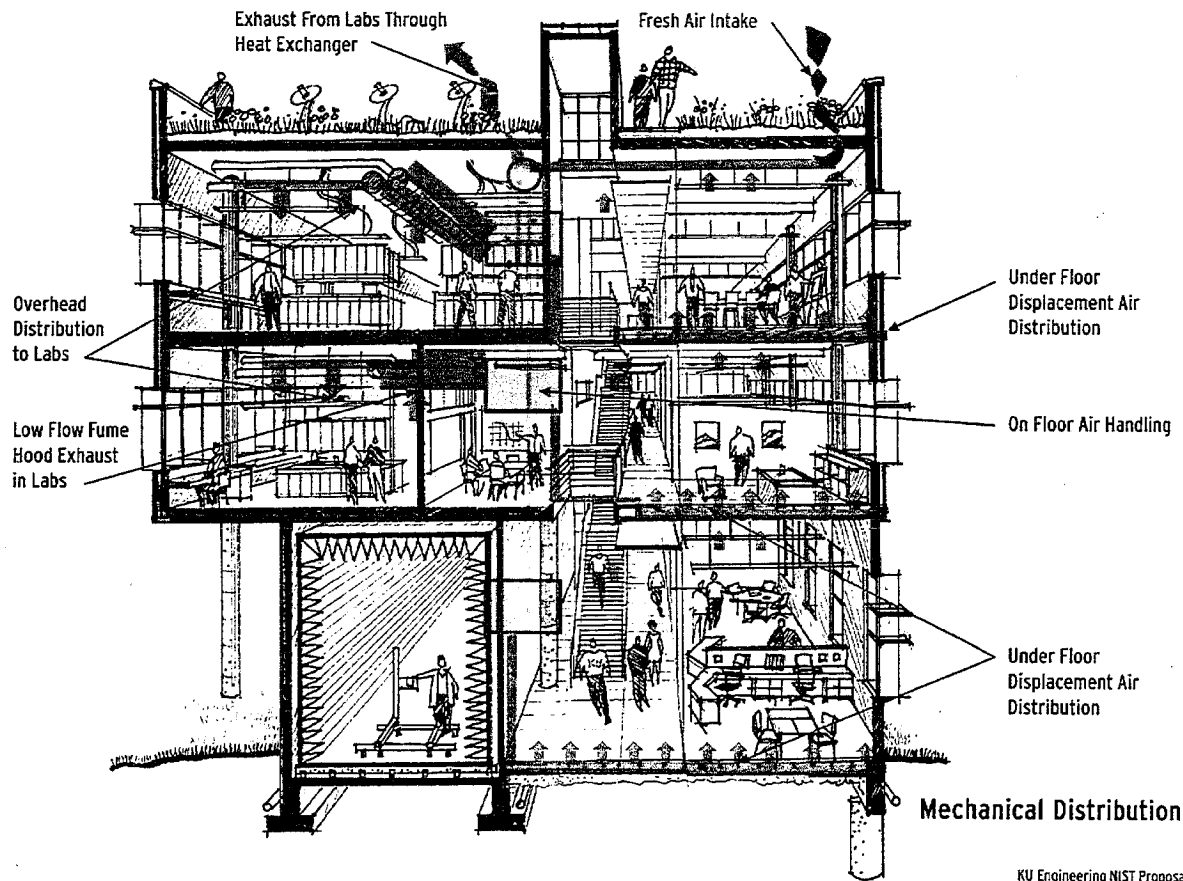 Exhaust From Labs Through
Heat Exchanger
Fresh Air Intake
Overhead
Distribution
to Labs
Under Floor
Displacement Air
Distribution
On Floor Air Handling
Low Flow Fume
Hood Exhaust
in Labs
Under Floor
Displacement Air
Distribution
Mechanical Distribution
KU Engineering NIST Proposa